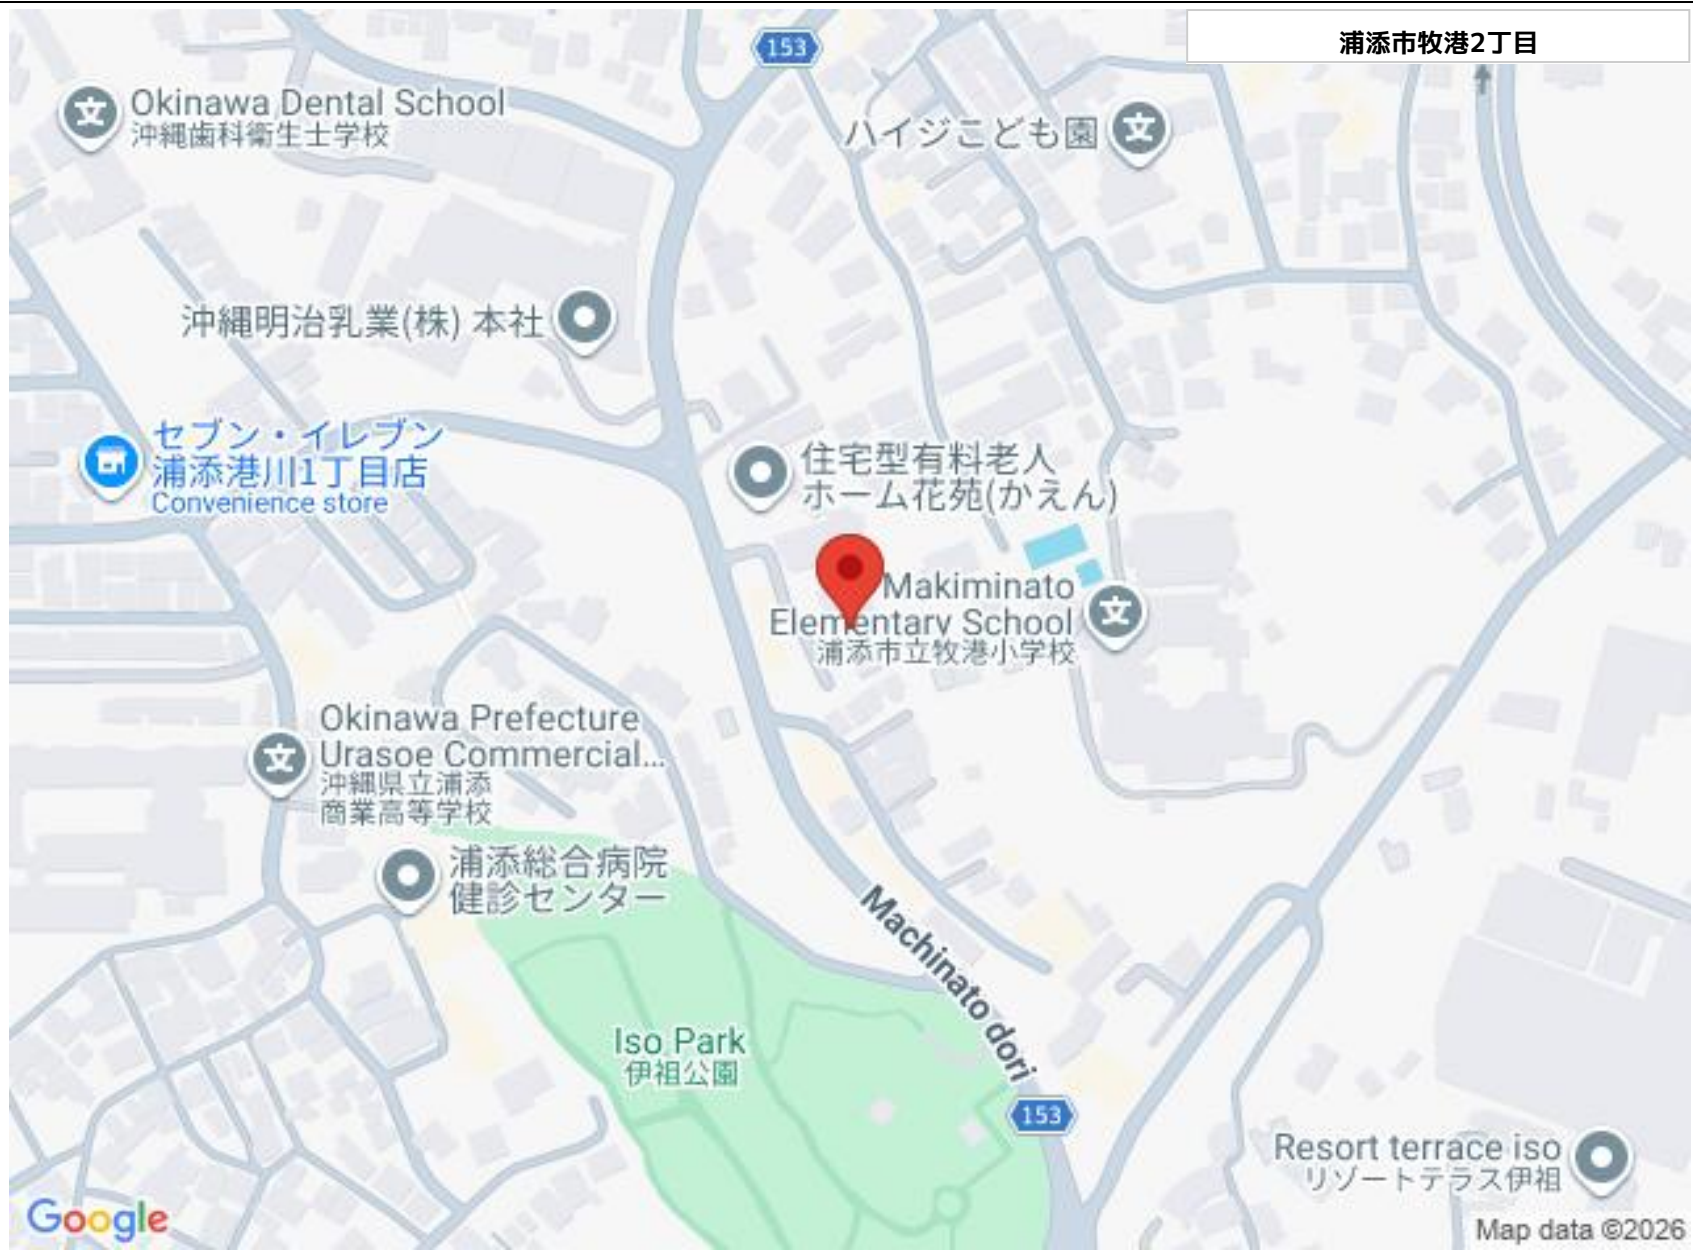 浦添市牧港2丁目
153
Okinawa Dental School
沖縄歯科衛生士学校
ハイジこども園
沖縄明治乳業(株) 本社
セブン・イレブン
浦添港川1丁目店
Convenience store
住宅型有料老人
ホーム花苑(かえん)
Makiminato
Elementary School
浦添市立牧港小学校
Okinawa Prefecture
Urasoe Commercial...
沖縄県立浦添
商業高等学校
浦添総合病院
健診センター
Machinato dori
Iso Park
伊祖公園
153
Resort terrace iso
リゾートテラス伊祖
Google
Map data ©2026